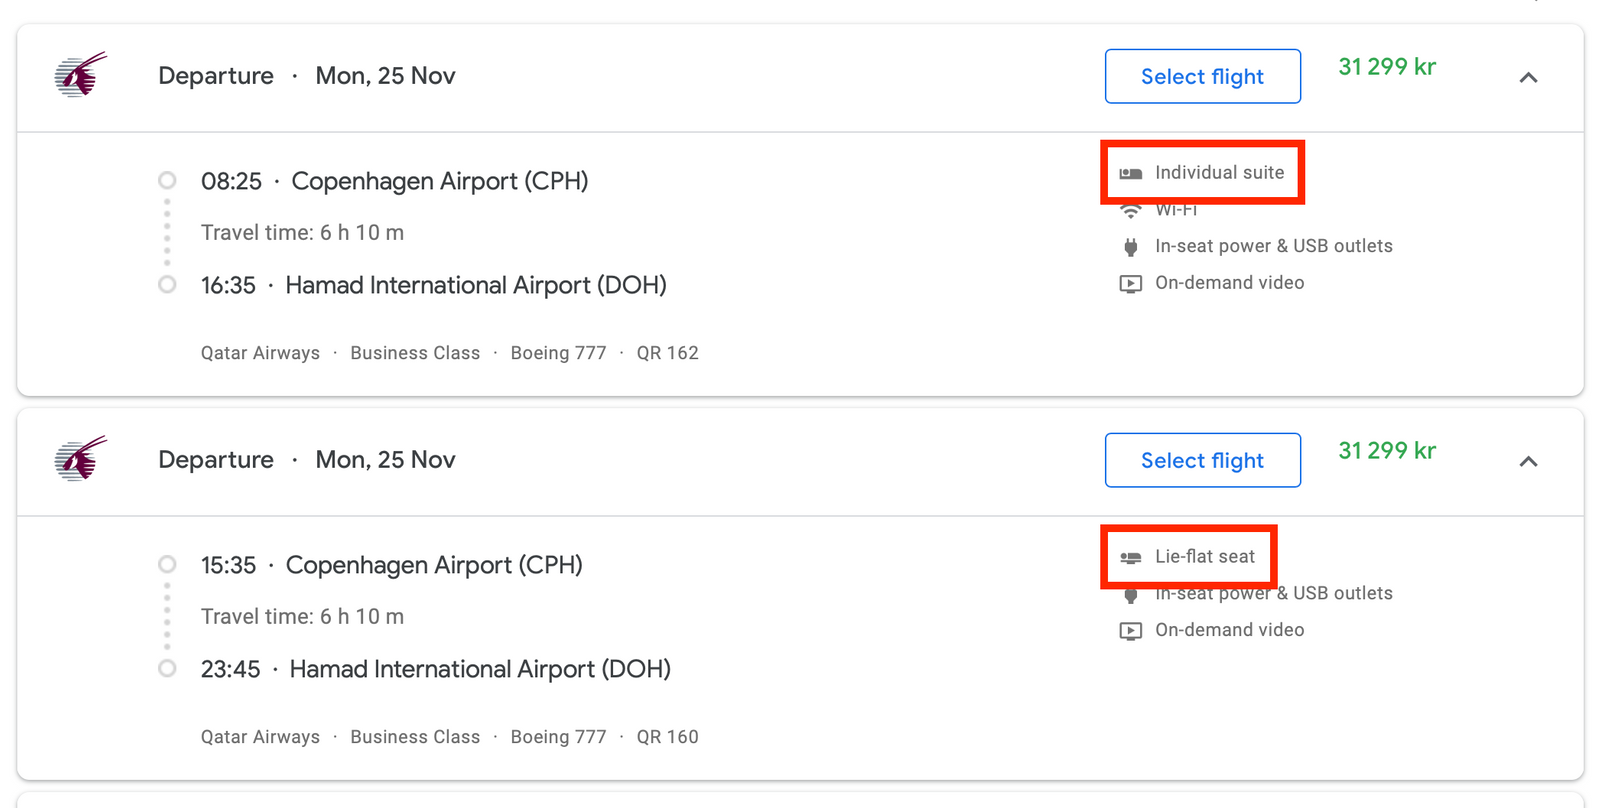 Departure · Mon, 25 Nov
Select flight
31 299 kr
08:25 · Copenhagen Airport (CPH)
Travel time: 6 h 10 m
16:35 · Hamad International Airport (DOH)
Qatar Airways · Business Class · Boeing 777 · QR 162
Individual suite
Wi-Fi
In-seat power & USB outlets
On-demand video
Departure · Mon, 25 Nov
Select flight
31 299 kr
15:35 · Copenhagen Airport (CPH)
Travel time: 6 h 10 m
23:45 · Hamad International Airport (DOH)
Qatar Airways · Business Class · Boeing 777 · QR 160
Lie-flat seat
In-seat power & USB outlets
On-demand video